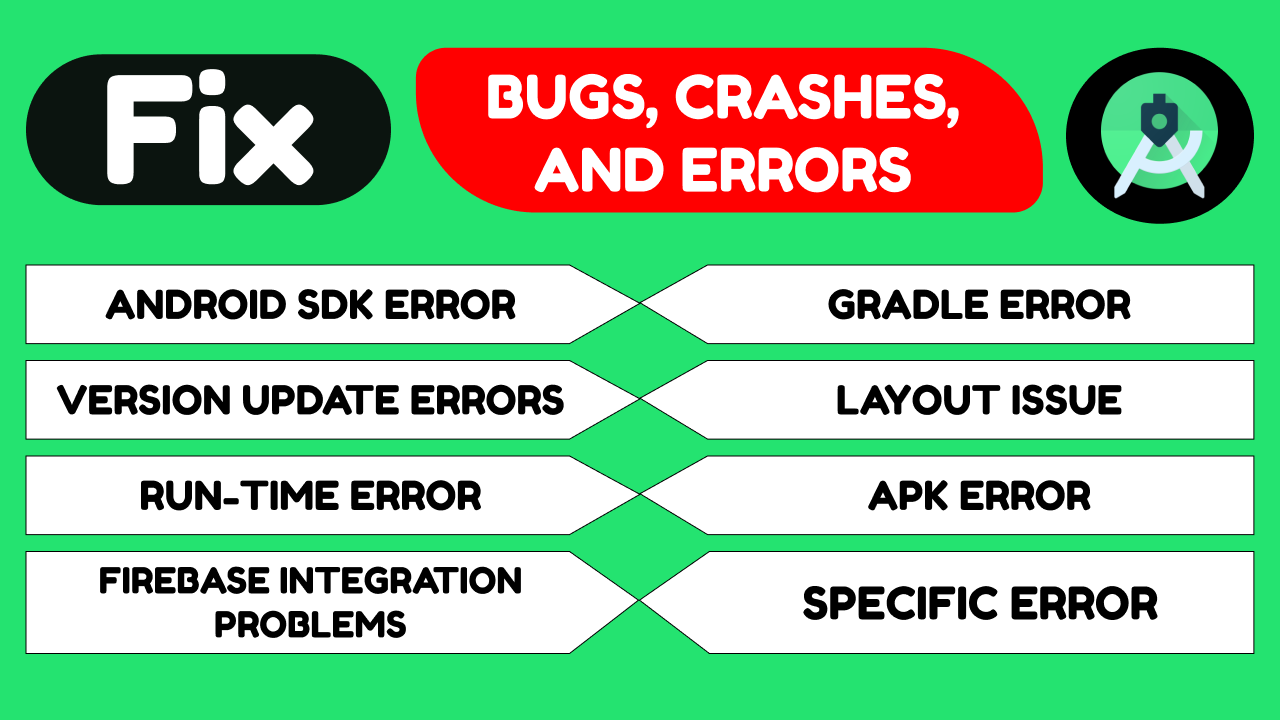 Fix
BUGS, CRASHES,
AND ERRORS
ANDROID SDK ERROR
GRADLE ERROR
VERSION UPDATE ERRORS
LAYOUT ISSUE
RUN-TIME ERROR
APK ERROR
FIREBASE INTEGRATION
PROBLEMS
SPECIFIC ERROR